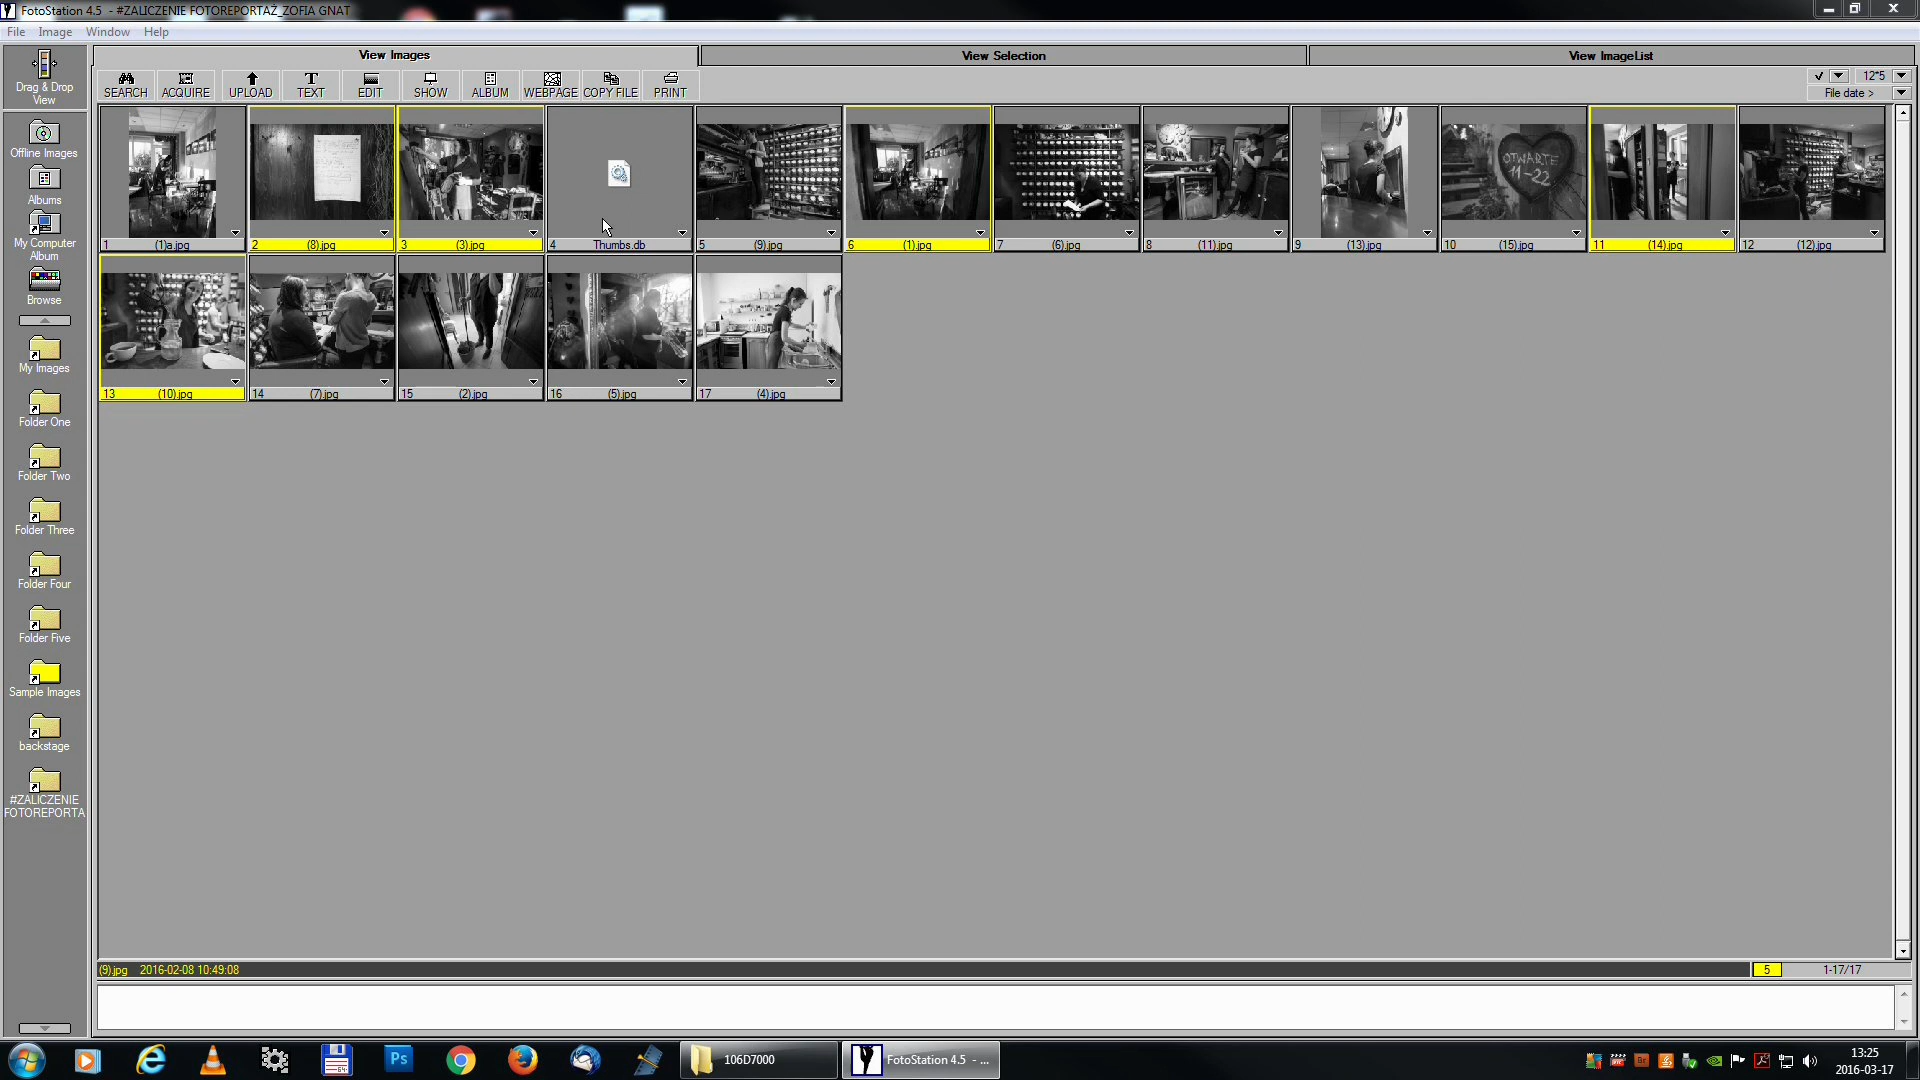 FotoStation 4.5 - #ZALICZENIE FOTOREPORTAŻ_ZOFIA GNAT
File Image Window Help
Drag & Drop
View
View Images
View Selection
View ImageList
SEARCH ACQUIRE UPLOAD TEXT EDIT SHOW ALBUM WEBPAGE COPY FILE PRINT
12*5
File date >
Offline Images
Albums
My Computer
Album
Browse
My Images
Folder One
Folder Two
Folder Three
Folder Four
Folder Five
Sample Images
backstage
#ZALICZENIE
FOTOREPORTA
OTWARTE
11-22
1 (1)a.jpg
2 (8).jpg
3 (3).jpg
4 Thumbs.db
5 (9).jpg
6 (1).jpg
7 (6).jpg
8 (11).jpg
9 (13).jpg
10 (15).jpg
11 (14).jpg
12 (12).jpg
13 (10).jpg
14 (7).jpg
15 (2).jpg
16 (5).jpg
17 (4).jpg
(9).jpg 2016-02-08 10:49:08
5
1-17/17
64
Ps
106D7000
FotoStation 4.5 - ...
Br
13:25
2016-03-17